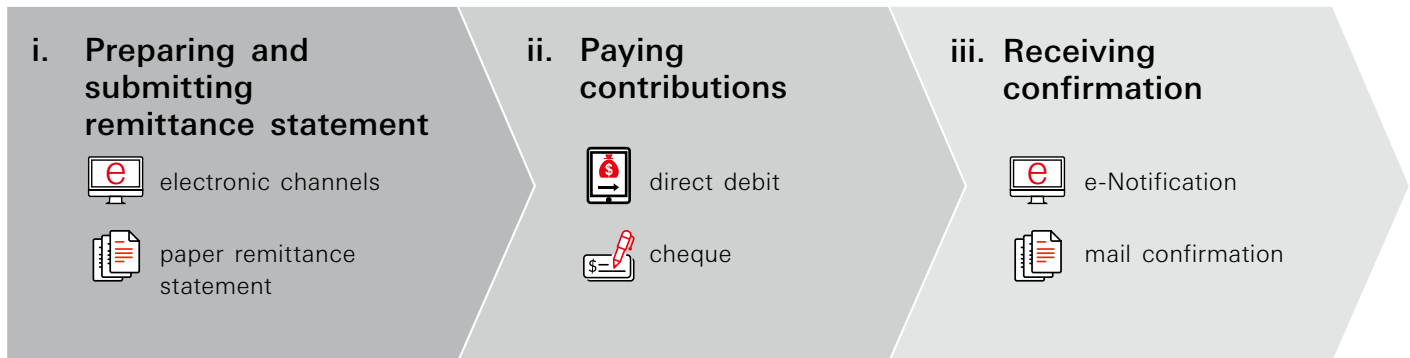 i. Preparing and
submitting
remittance statement
e electronic channels
paper remittance
statement
ii. Paying
contributions
$ direct debit
$ cheque
iii. Receiving
confirmation
e e-Notification
mail confirmation